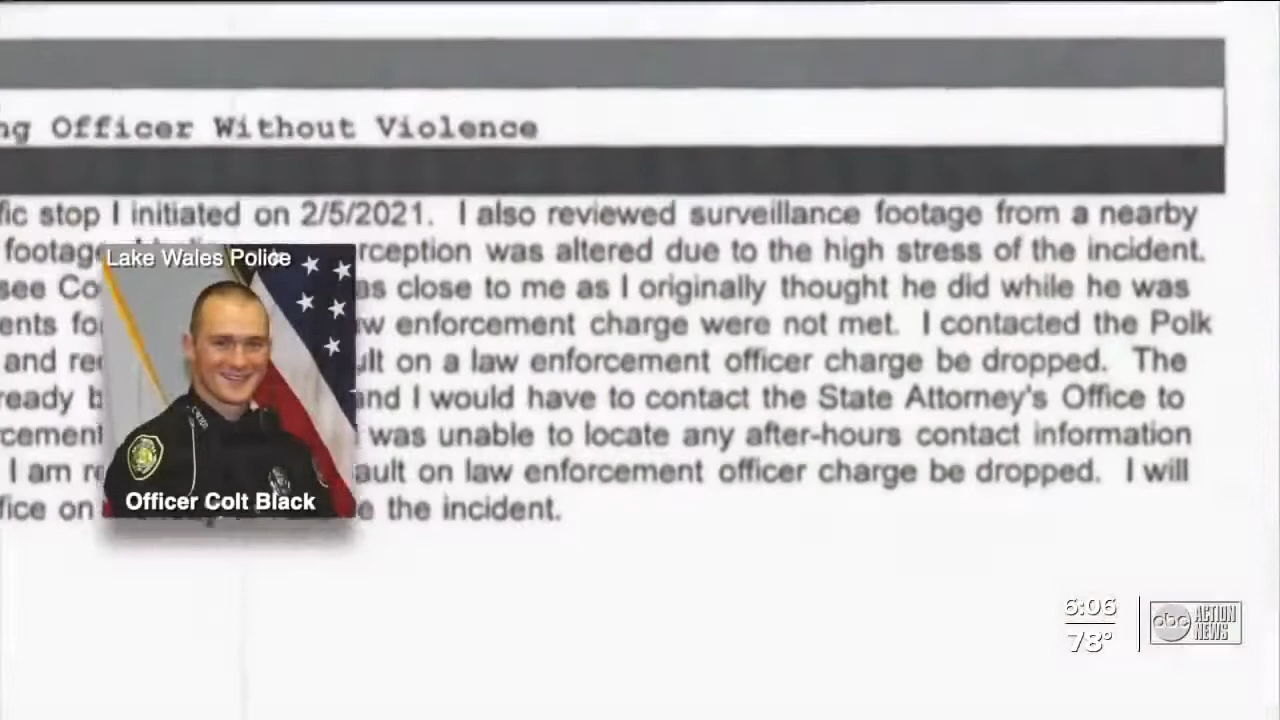 ng Officer Without Violence
fic stop I initiated on 2/5/2021. I also reviewed surveillance footage from a nearby
footage rception was altered due to the high stress of the incident.
see Co as close to me as I originally thought he did while he was
ents fo w enforcement charge were not met. I contacted the Polk
and re ult on a law enforcement officer charge be dropped. The
ready b and I would have to contact the State Attorney's Office to
rcement was unable to locate any after-hours contact information
I am re ault on law enforcement officer charge be dropped. I will
fice on e the incident.
Lake Wales Police
Officer Colt Black
6:06
78°
abc ACTION NEWS